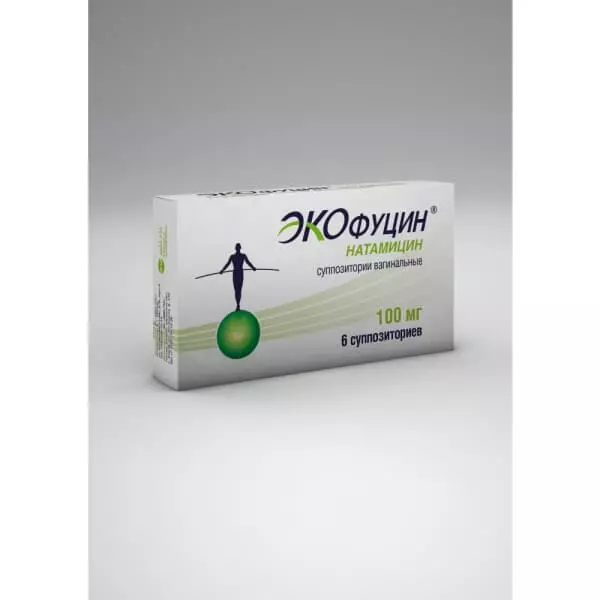 ЭКОФУЦИН®
НАТАМИЦИН
суппозитории вагинальные
100 мг
6 суппозиториев